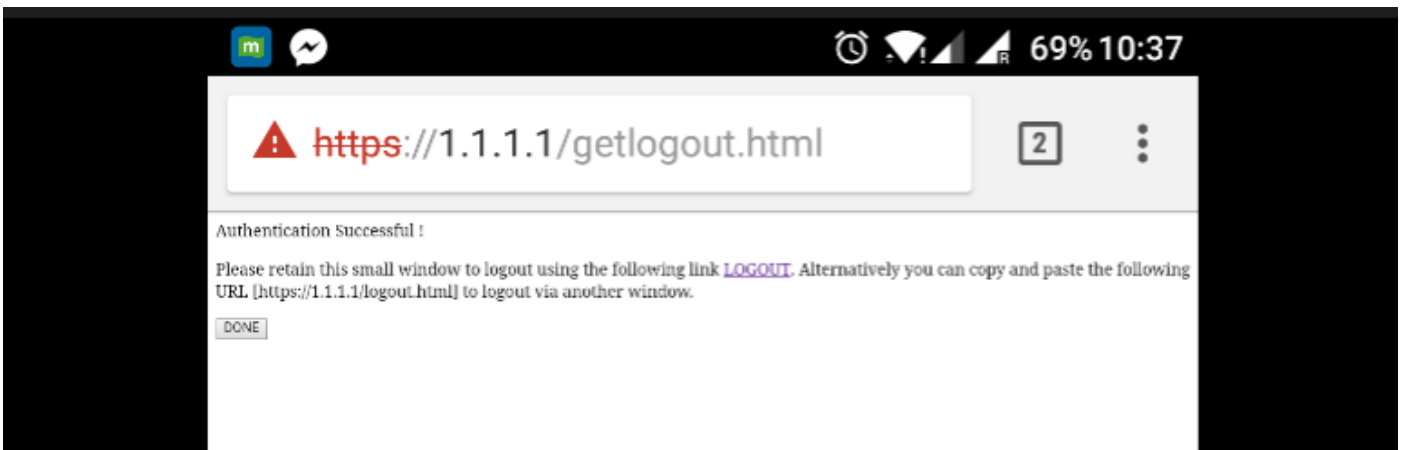 m
69% 10:37
R
https://1.1.1.1/getlogout.html
2
Authentication Successful !
Please retain this small window to logout using the following link LOGOUT. Alternatively you can copy and paste the following
URL [https://1.1.1.1/logout.html] to logout via another window.
DONE